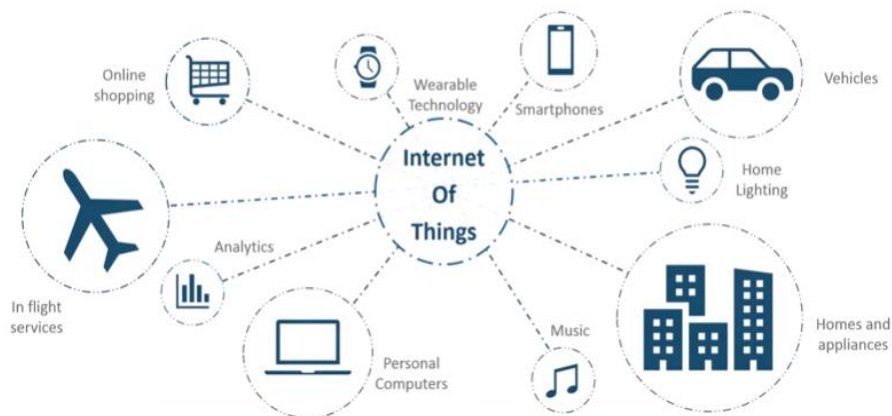 Online
shopping
Wearable
Technology
Smartphones
Vehicles
Internet
Of
Things
Home
Lighting
In flight
services
Analytics
Personal
Computers
Music
Homes and
appliances